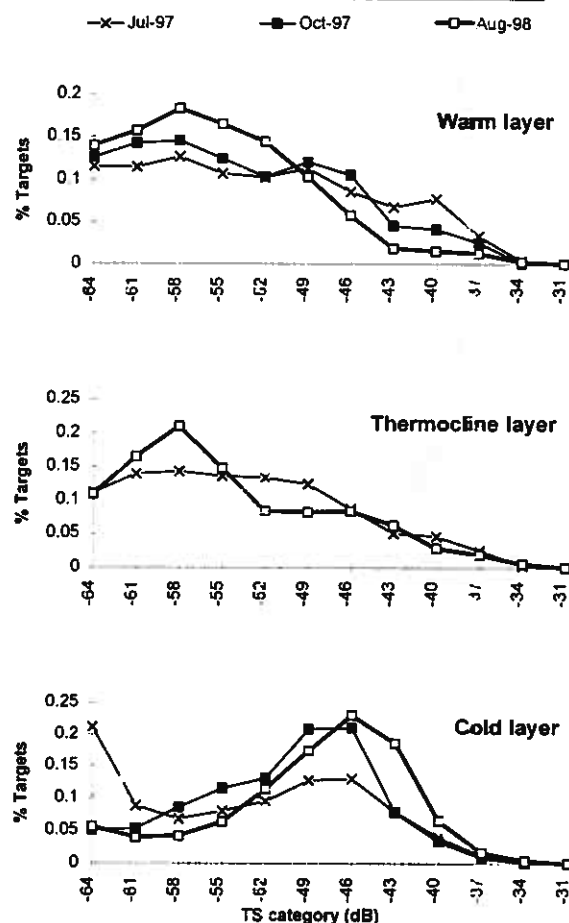 Jul-97 Oct-97 Aug-98
Warm layer
% Targets
0.2
0.15
0.1
0.05
0
-64 -61 -58 -55 -52 -49 -46 -43 -40 -37 -34 -31
Thermocline layer
% Targets
0.25
0.2
0.15
0.1
0.05
0
-64 -61 -58 -55 -52 -49 -46 -43 -40 -37 -34 -31
Cold layer
% Targets
0.25
0.2
0.15
0.1
0.05
0
-64 -61 -58 -55 -52 -49 -46 -43 -40 -37 -34 -31
TS category (dB)